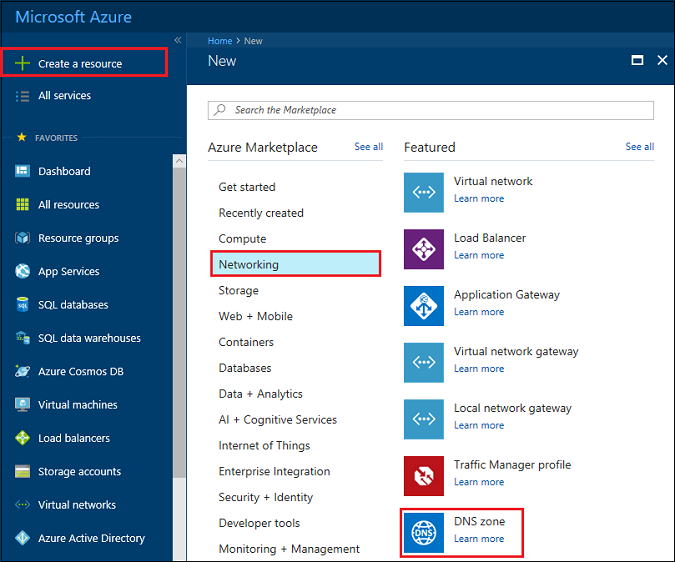 Microsoft Azure
«
Create a resource
All services
FAVORITES
Dashboard
All resources
Resource groups
App Services
SQL databases
SQL data warehouses
Azure Cosmos DB
Virtual machines
Load balancers
Storage accounts
Virtual networks
Azure Active Directory
Home > New
New
Search the Marketplace
Azure Marketplace See all
Get started
Recently created
Compute
Networking
Storage
Web + Mobile
Containers
Databases
Data + Analytics
AI + Cognitive Services
Internet of Things
Enterprise Integration
Security + Identity
Developer tools
Monitoring + Management
Featured See all
Virtual network
Learn more
Load Balancer
Learn more
Application Gateway
Learn more
Virtual network gateway
Learn more
Local network gateway
Learn more
Traffic Manager profile
Learn more
DNS
DNS zone
Learn more